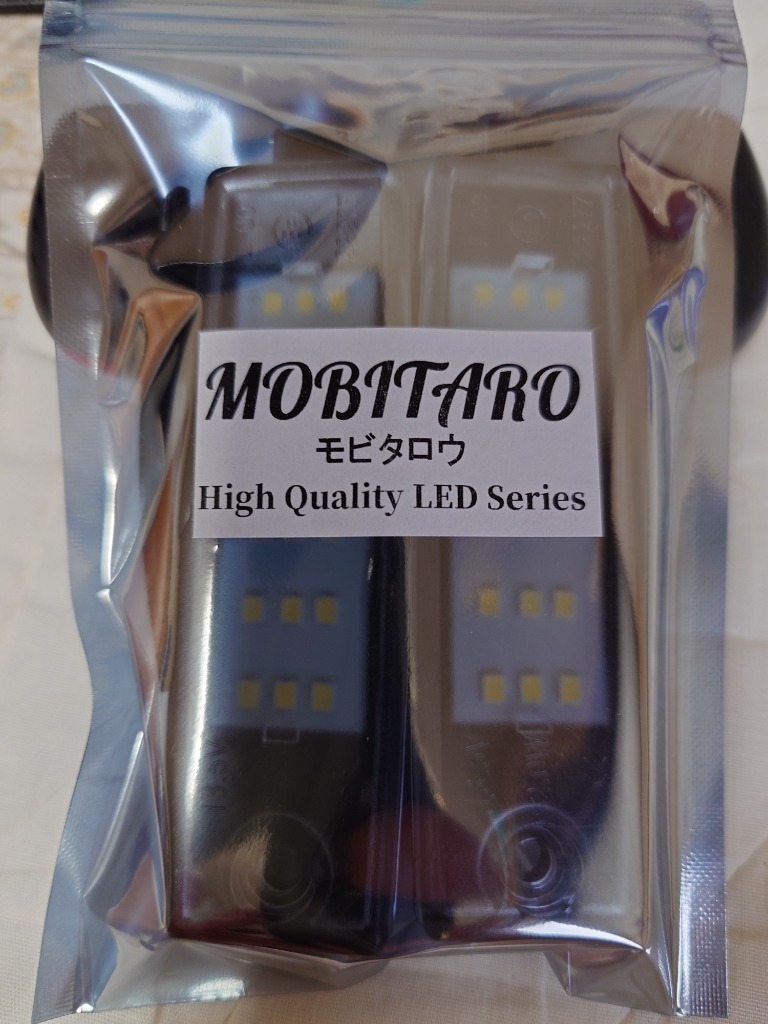 MOBITARO
モビタロウ
High Quality LED Series